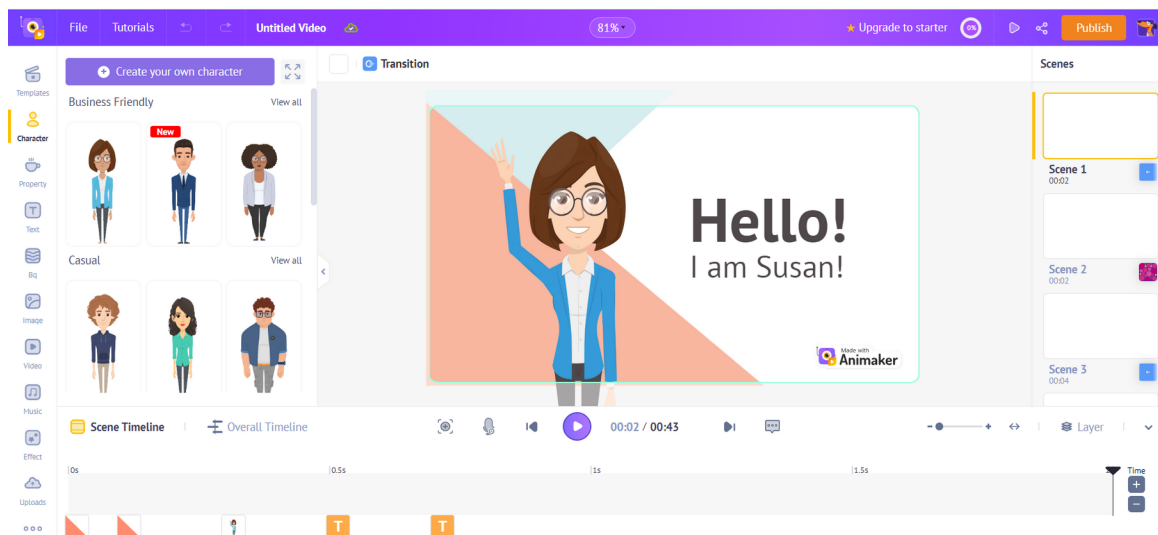 File Tutorials Untitled Video 81% Upgrade to starter 0% Publish
Templates
Character
Property
Text
Bg
Image
Video
Music
Effect
Uploads
Create your own character
Business Friendly View all
New
Casual View all
Transition
Hello!
I am Susan!
Made with
Animaker
Scenes
Scene 1
00:02
Scene 2
00:02
Scene 3
00:04
Scene Timeline Overall Timeline 00:02 / 00:43 Layer
0s 0.5s 1s 1.5s Time
T T